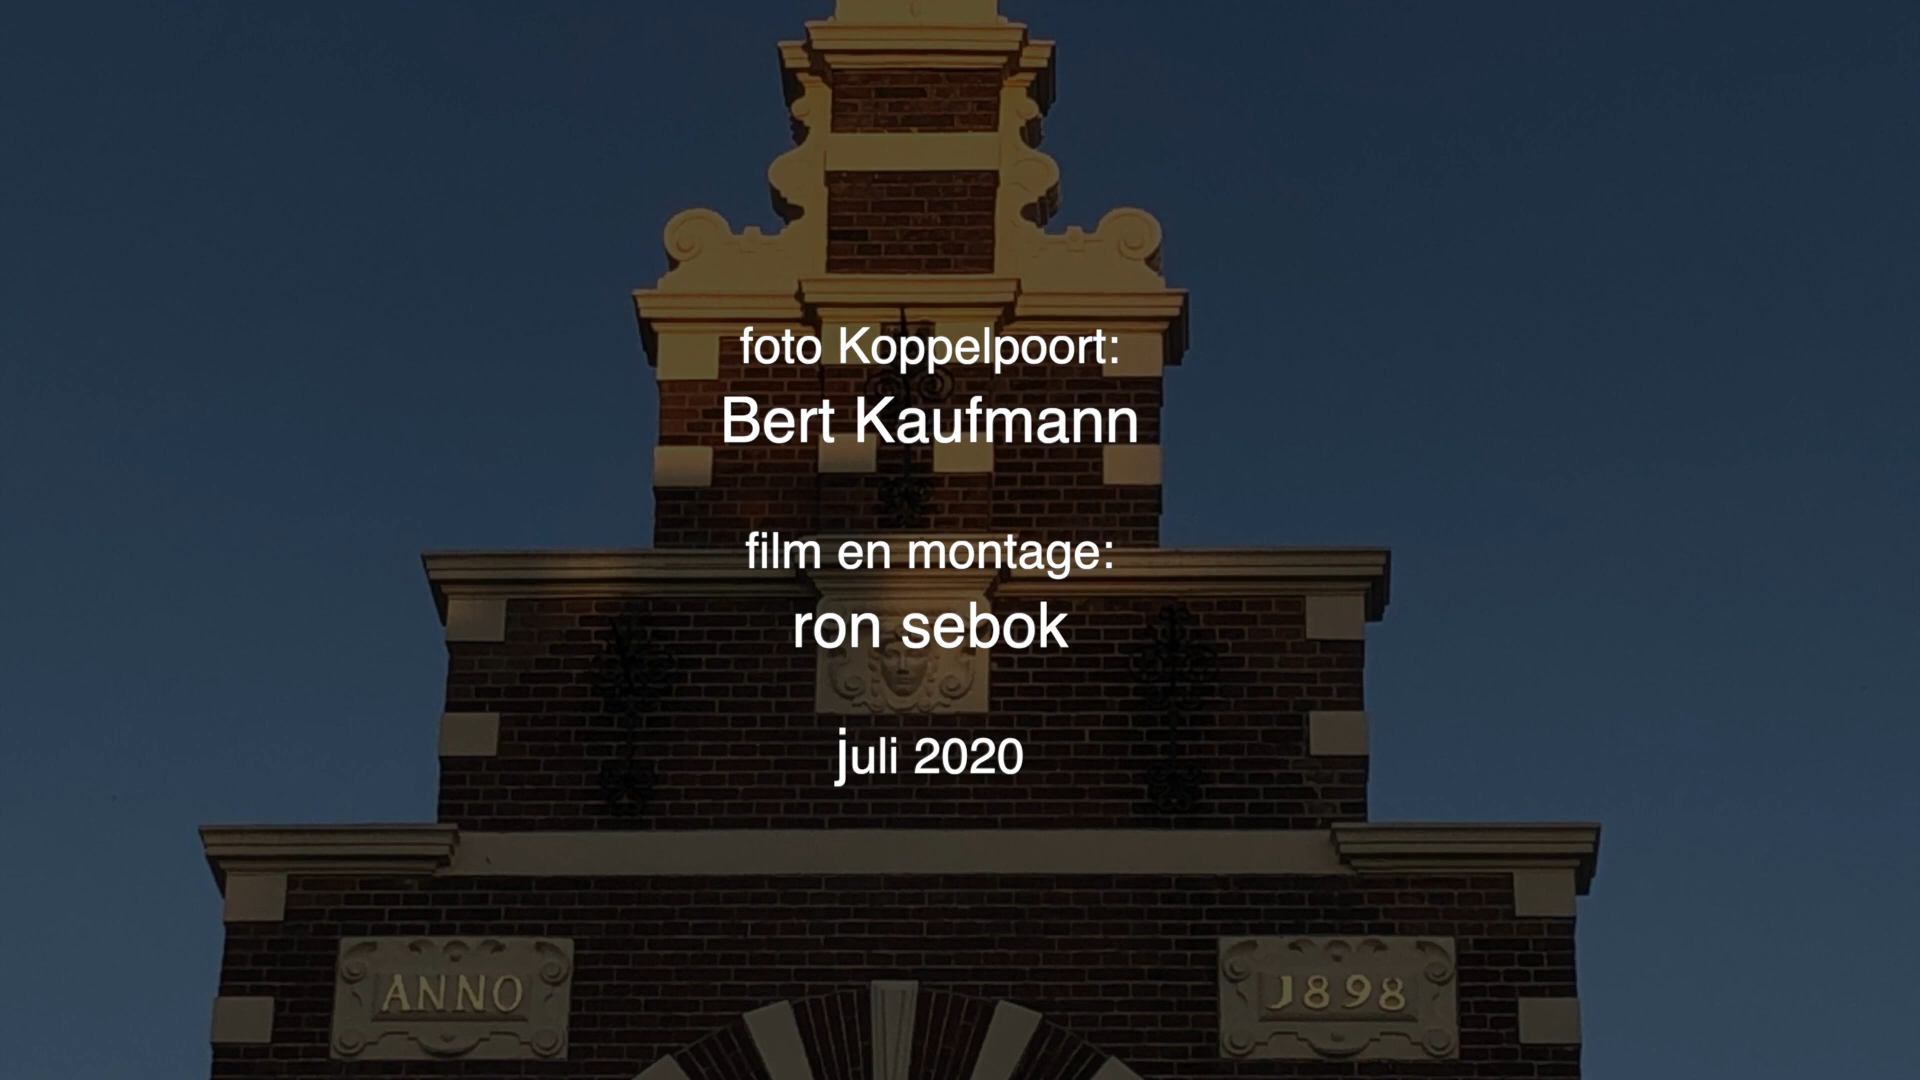 foto Koppelpoort:
Bert Kaufmann
film en montage:
ron sebok
juli 2020
ANNO
1898